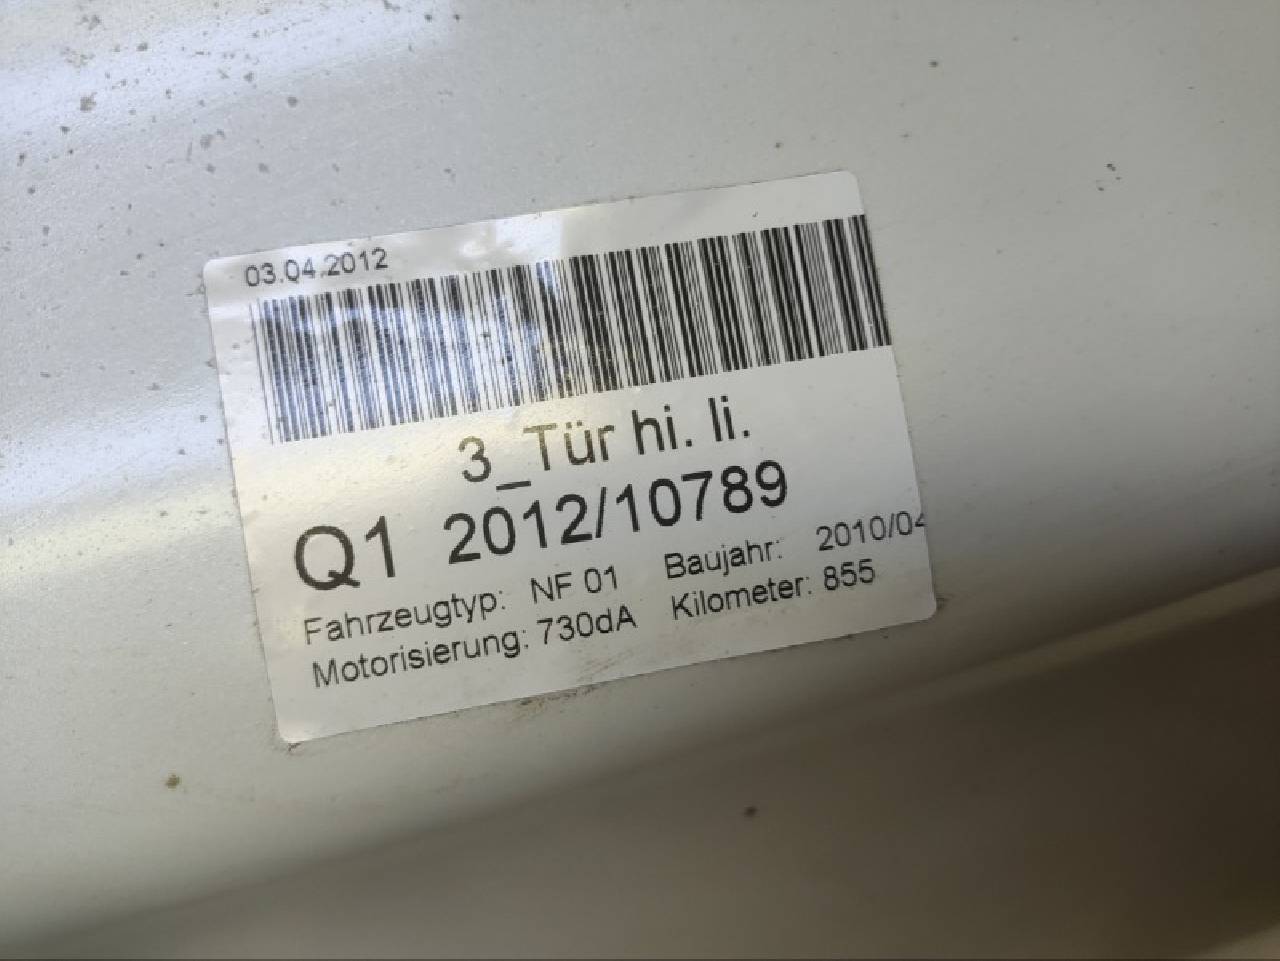 03.04.2012
3_Tür hi. li.
Q1 2012/10789
Fahrzeugtyp: NF 01 Baujahr: 2010/04
Motorisierung: 730dA Kilometer: 855